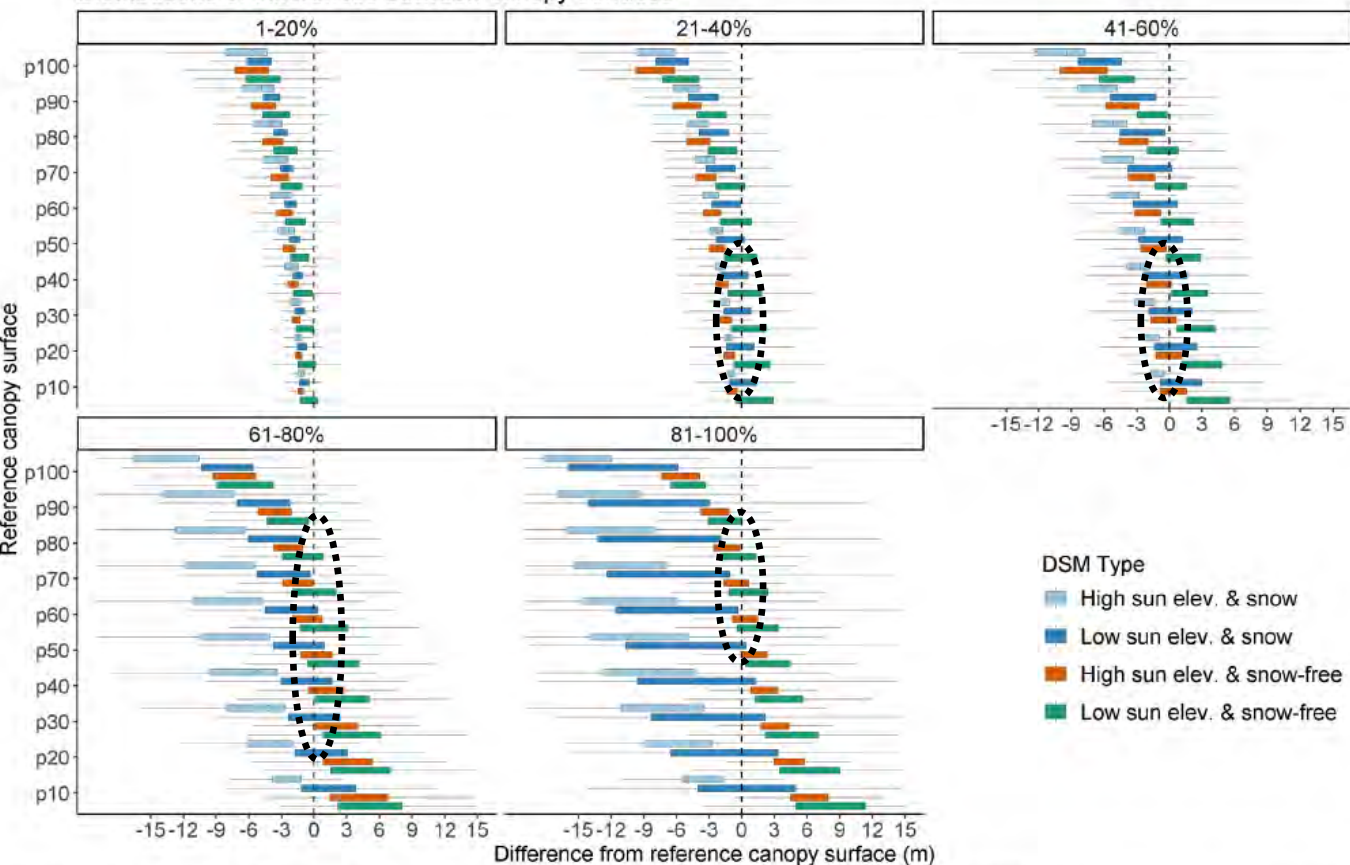 1-20%
21-40%
41-60%
p100
p90
p80
p70
p60
p50
p40
p30
p20
p10
-15 -12 -9 -6 -3 0 3 6 9 12 15
61-80%
81-100%
p100
p90
p80
p70
p60
p50
p40
p30
p20
p10
-15 -12 -9 -6 -3 0 3 6 9 12 15
-15 -12 -9 -6 -3 0 3 6 9 12 15
Reference canopy surface
Difference from reference canopy surface (m)
DSM Type
High sun elev. & snow
Low sun elev. & snow
High sun elev. & snow-free
Low sun elev. & snow-free